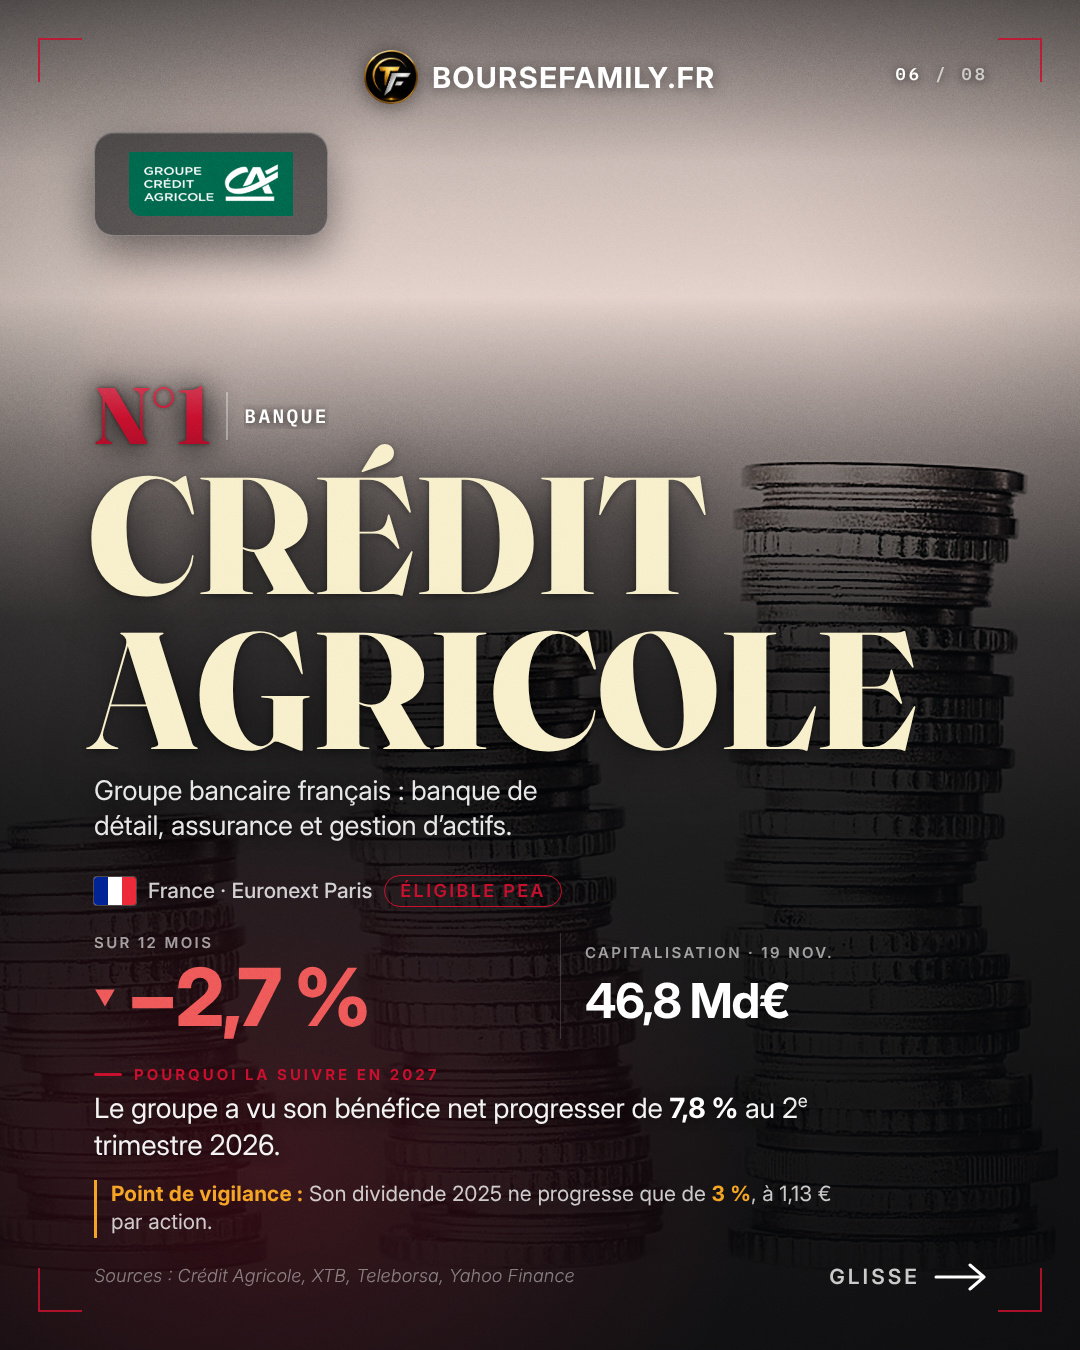 BOURSEFAMILY.FR
06 / 08
GROUPE
CRÉDIT
AGRICOLE
N°1
BANQUE
CRÉDIT
AGRICOLE
Groupe bancaire français : banque de
détail, assurance et gestion d’actifs.
France · Euronext Paris
ÉLIGIBLE PEA
SUR 12 MOIS
▼ –2,7 %
CAPITALISATION · 19 NOV.
46,8 Md€
POURQUOI LA SUIVRE EN 2027
Le groupe a vu son bénéfice net progresser de 7,8 % au 2e
trimestre 2026.
Point de vigilance : Son dividende 2025 ne progresse que de 3 %, à 1,13 €
par action.
Sources : Crédit Agricole, XTB, Teleborsa, Yahoo Finance
GLISSE →